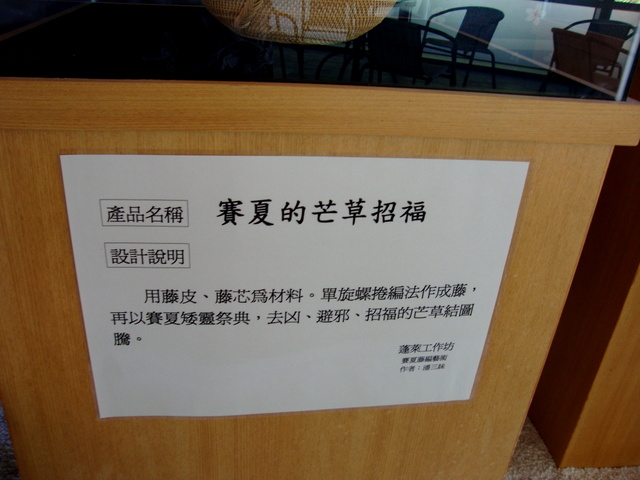 產品名稱 賽夏的芒草招福
設計說明
用藤皮、藤芯為材料。單旋螺捲編法作成藤，
再以賽夏矮靈祭典，去凶、避邪、招福的芒草結圖
騰。
蓬萊工作坊
賽夏藤編藝術
作者：潘三妹